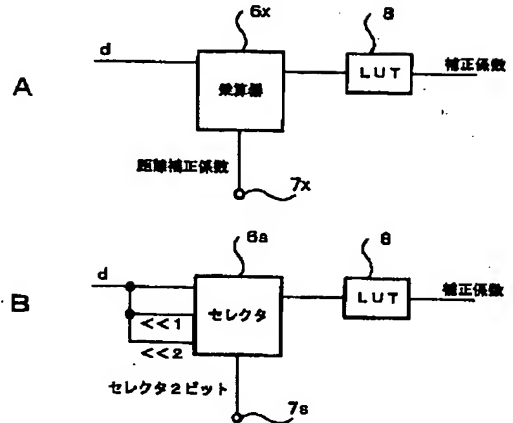 6x
8
d
A
乗算器
LUT
補正係数
距離補正係数
7x
6a
8
d
B
<<1
セレクタ
LUT
補正係数
<<2
セレクタ2ビット
7s